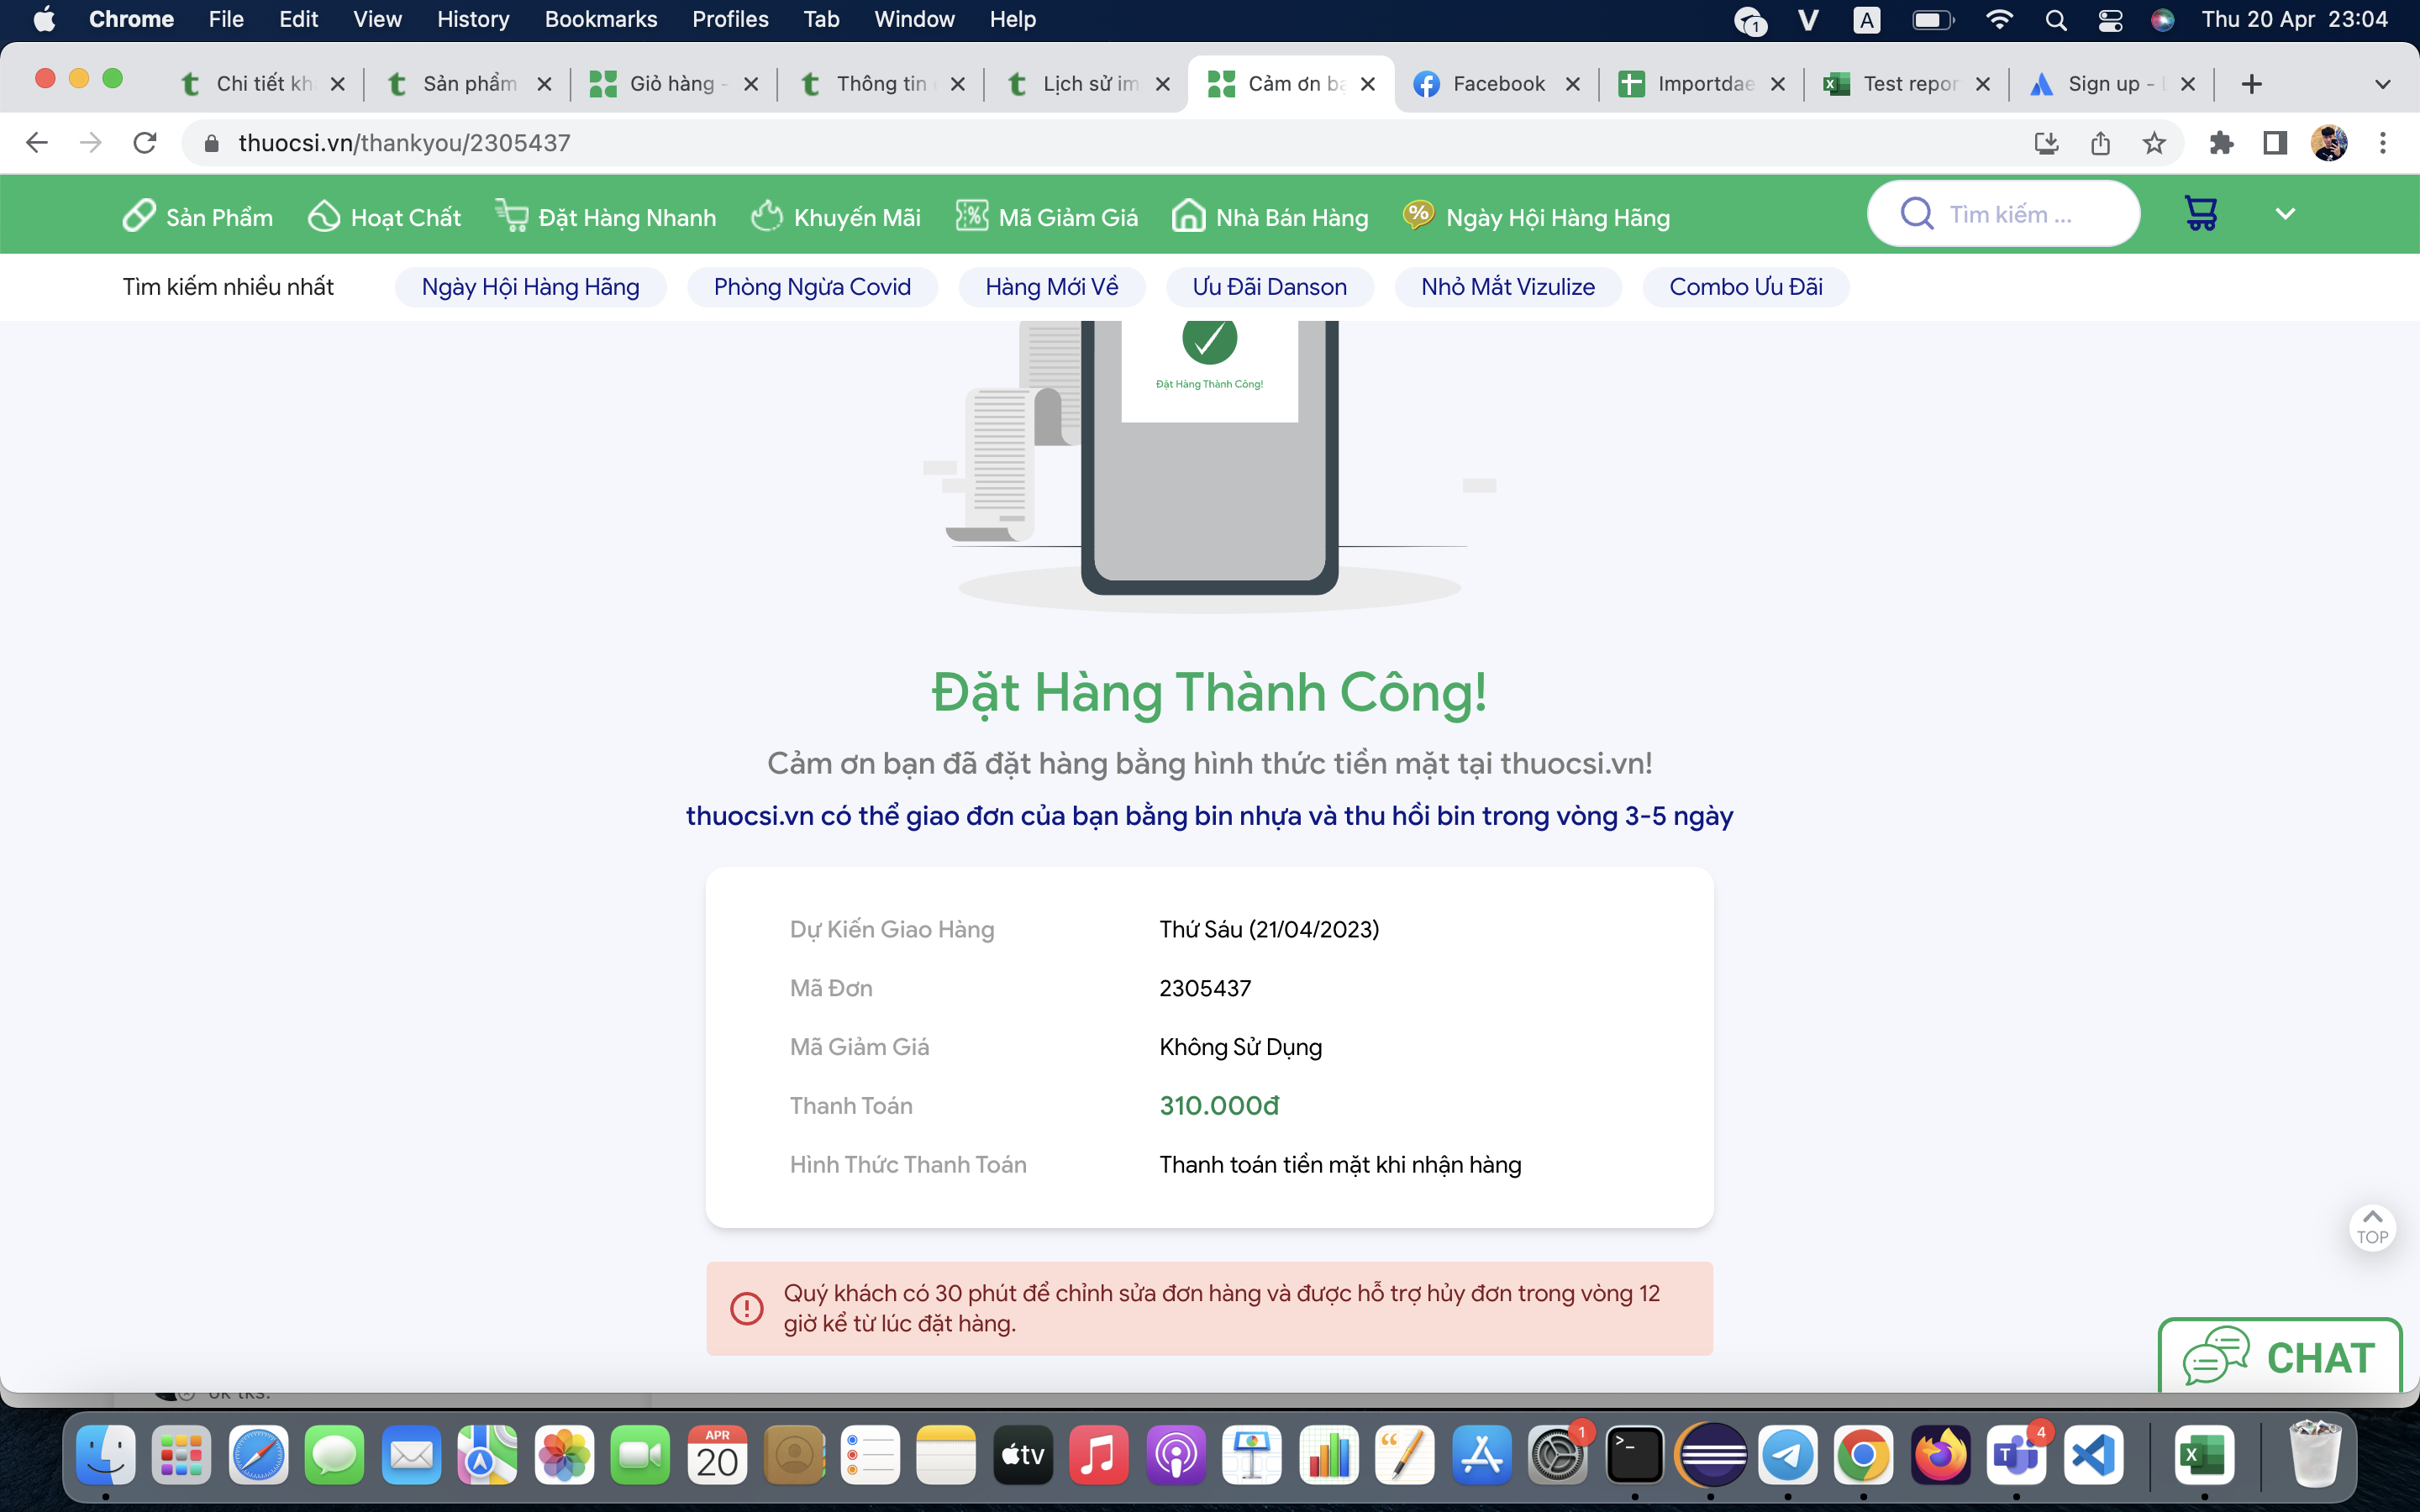 Chrome File Edit View History Bookmarks Profiles Tab Window Help 1 V A Thu 20 Apr 23:04
Chi tiết kh Sản phẩm Giỏ hàng - Thông tin Lịch sử im Cảm ơn bạ Facebook Importdae Test repor Sign up -
thuocsi.vn/thankyou/2305437
Sản Phẩm Hoạt Chất Đặt Hàng Nhanh Khuyến Mãi Mã Giảm Giá Nhà Bán Hàng Ngày Hội Hàng Hãng Tìm kiếm ...
Tìm kiếm nhiều nhất Ngày Hội Hàng Hãng Phòng Ngừa Covid Hàng Mới Về Ưu Đãi Danson Nhỏ Mắt Vizulize Combo Ưu Đãi
Đặt Hàng Thành Công!
Đặt Hàng Thành Công!
Cảm ơn bạn đã đặt hàng bằng hình thức tiền mặt tại thuocsi.vn!
thuocsi.vn có thể giao đơn của bạn bằng bin nhựa và thu hồi bin trong vòng 3-5 ngày
Dự Kiến Giao Hàng Thứ Sáu (21/04/2023)
Mã Đơn 2305437
Mã Giảm Giá Không Sử Dụng
Thanh Toán 310.000đ
Hình Thức Thanh Toán Thanh toán tiền mặt khi nhận hàng
TOP
Quý khách có 30 phút để chỉnh sửa đơn hàng và được hỗ trợ hủy đơn trong vòng 12
giờ kể từ lúc đặt hàng.
CHAT
APR
20
tv
1
4